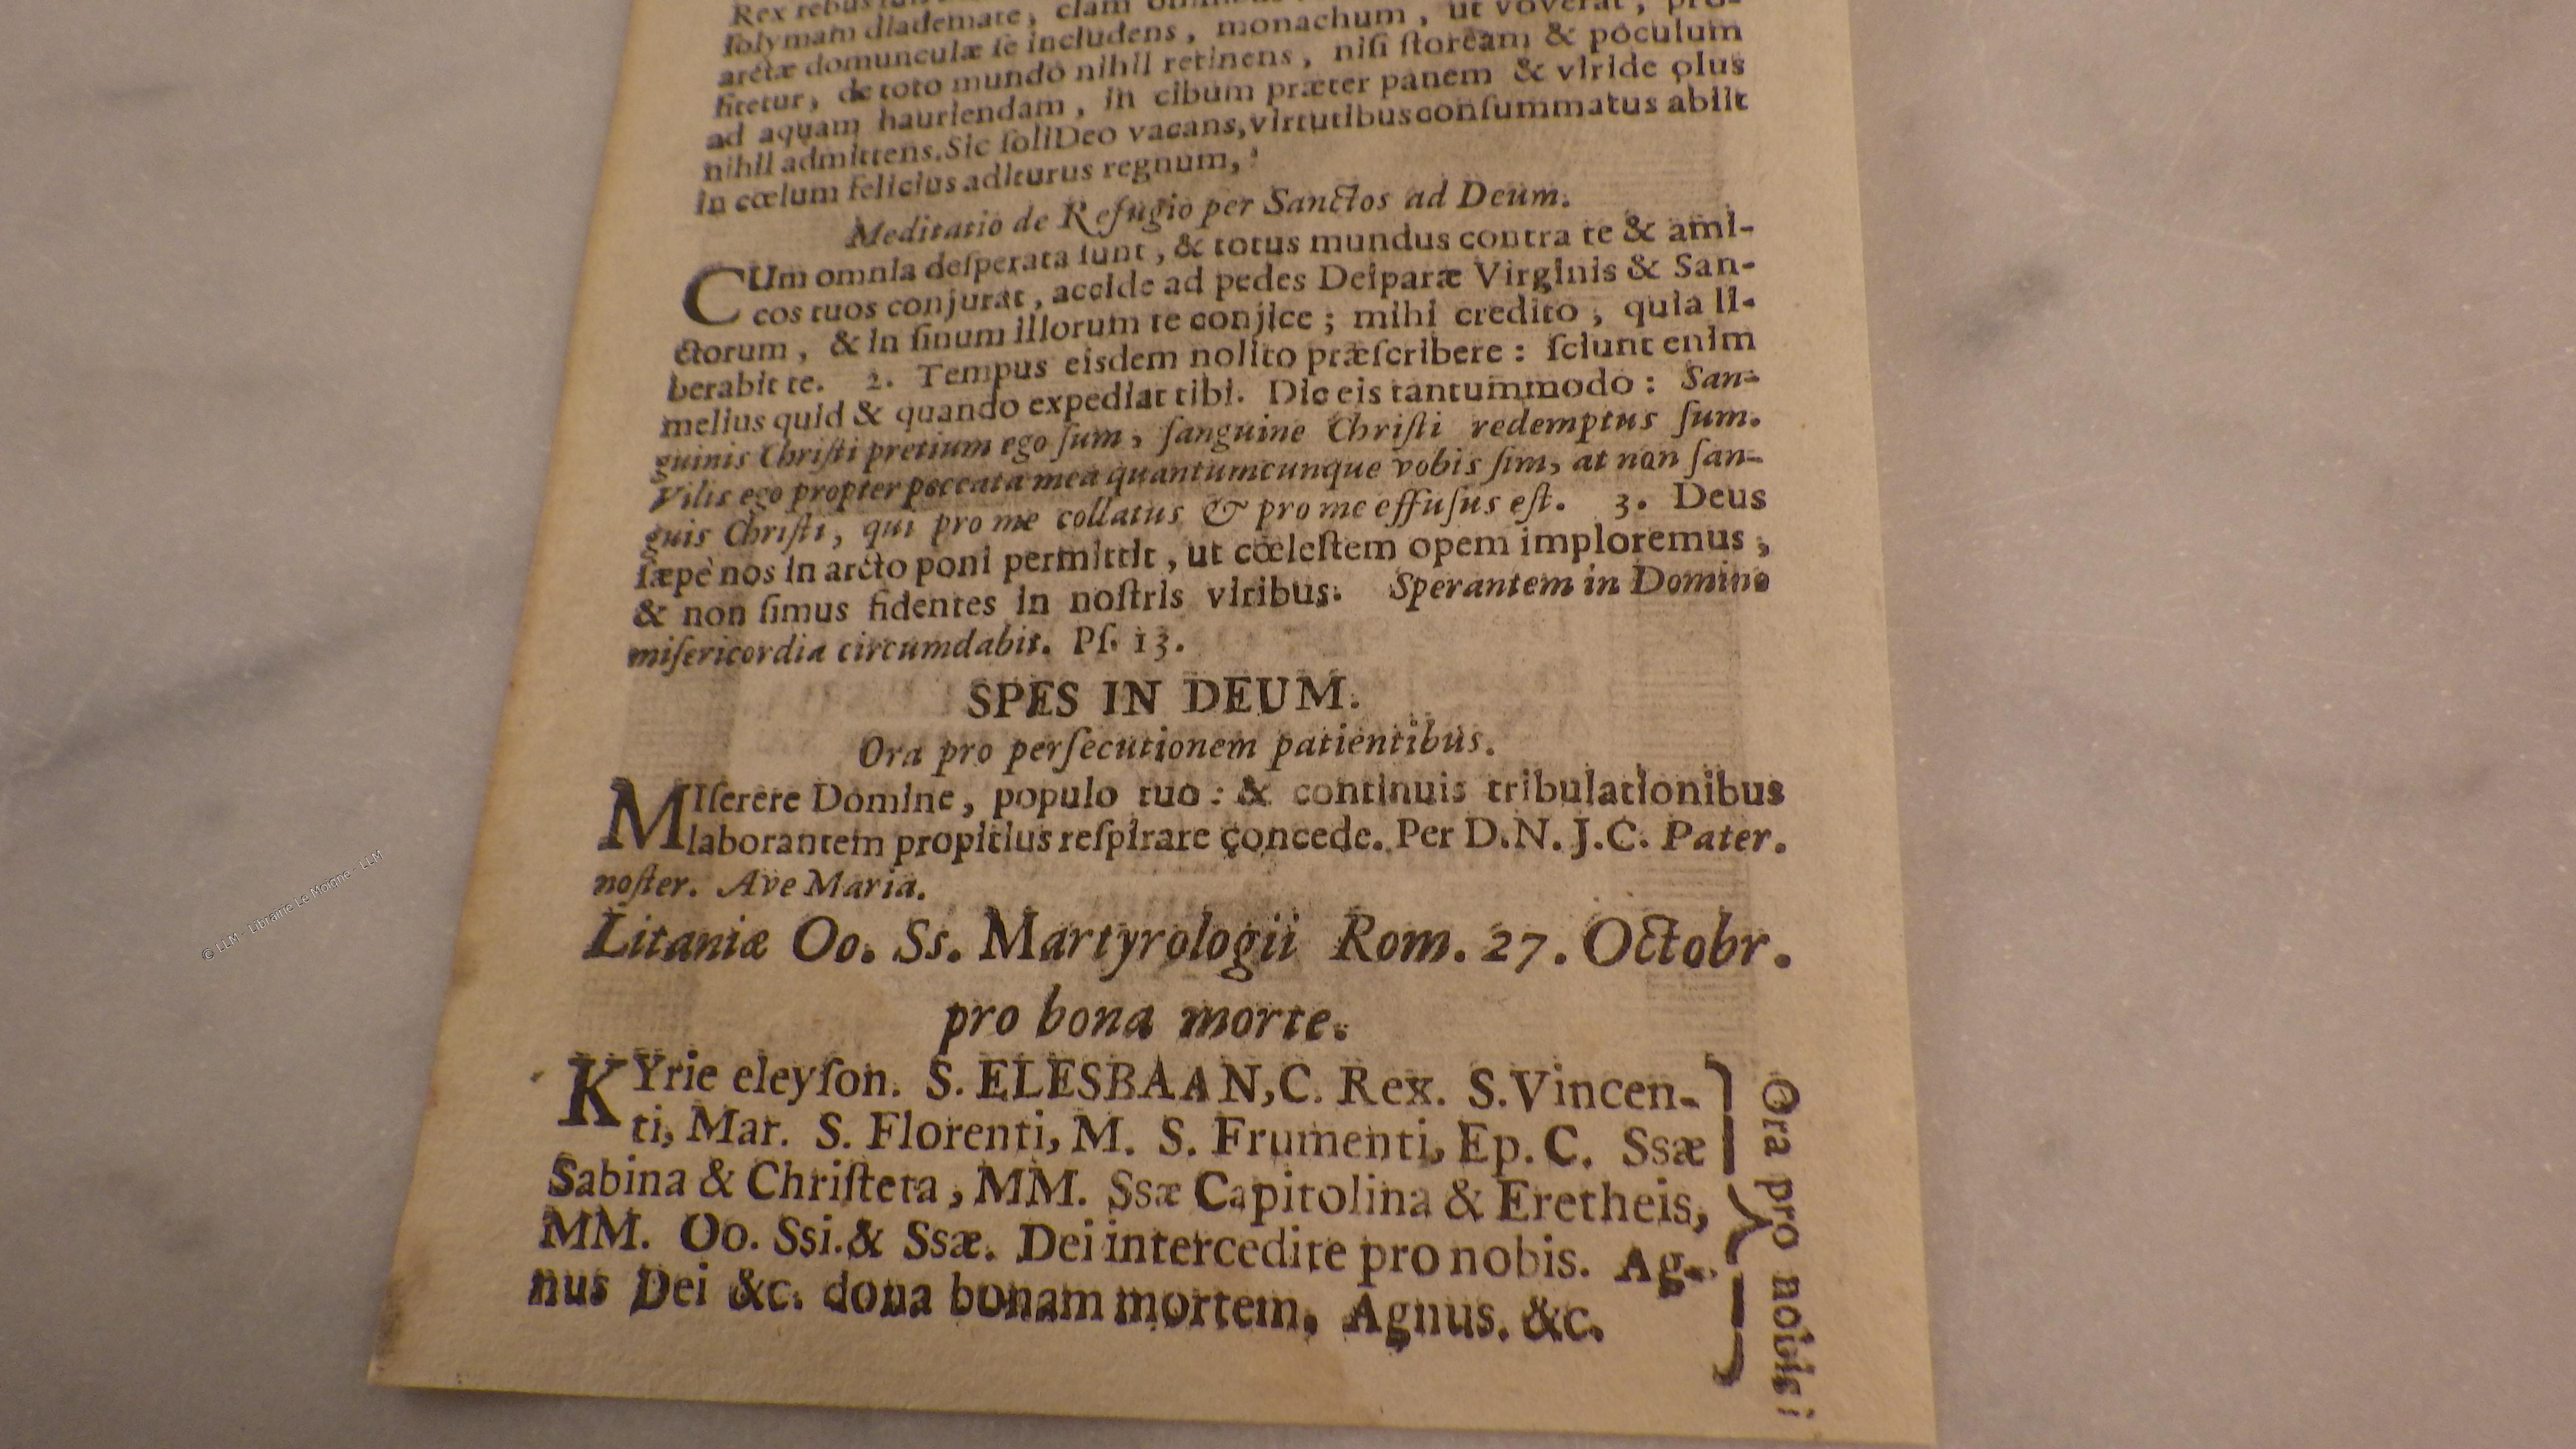 Rex rebus
ſolymam diademate, clam
arctæ domunculæ ſe includens, monachum, ut voverat, pro-
fitetur, de toto mundo nihil retinens, niſi ſtoream & poculum
ad aquam hauriendam, in cibum præter panem & viride olus
nihil admittens. Sic ſoli Deo vacans, virtutibus conſummatus abiit
in cœlum felicius aditurus regnum,
Meditatio de Refugio per Sanctos ad Deum.
CUm omnia deſperata ſunt, & totus mundus contra te & ami-
cos tuos conjurat, accide ad pedes Deiparæ Virginis & San-
ctorum, & in ſinum illorum te conjice; mihi credito, quia li-
berabit te. 2. Tempus eisdem nolito præſcribere: ſciunt enim
melius quid & quando expediat tibi. Dic eis tantummodo: San-
guinis Chriſti pretium ego ſum, ſanguine Chriſti redemptus ſum.
Vilis ego propter peccata mea quantumcunque vobis ſim, at non ſan-
guis Chriſti, qui pro me collatus & pro me effuſus eſt. 3. Deus
ſæpè nos in arcto poni permittit, ut cœleſtem opem imploremus,
& non ſimus fidentes in noſtris viribus. Sperantem in Domino
miſericordia circumdabit. Pſ. 13.
SPES IN DEUM.
Ora pro perſecutionem patientibus.
MIſerere Domine, populo tuo: & continuis tribulationibus
laborantem propitius reſpirare concede. Per D.N.J.C. Pater.
noſter. Ave Maria.
Litaniæ Oo. Ss. Martyrologii Rom. 27. Octobr.
pro bona morte.
KYrie eleyſon. S. ELESBAAN, C. Rex. S. Vincen-
ti, Mar. S. Florenti, M. S. Frumenti, Ep. C. Ssæ
Sabina & Chriſteta, MM. Ssæ Capitolina & Eretheis,
MM. Oo. Ssi. & Ssæ. Dei intercedite pro nobis. Ag-
nus Dei &c. dona bonam mortem, Agnus. &c.
Ora pro nobis:
© LLM - Librairie Le Moigne - LLM